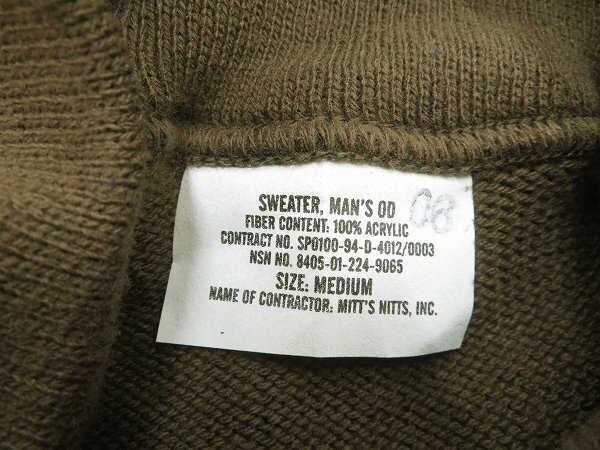 SWEATER, MAN'S OD 08
FIBER CONTENT: 100% ACRYLIC
CONTRACT NO. SP0100-94-D-4012/0003
NSN NO. 8405-01-224-9065
SIZE: MEDIUM
NAME OF CONTRACTOR: MITT'S NITTS, INC.